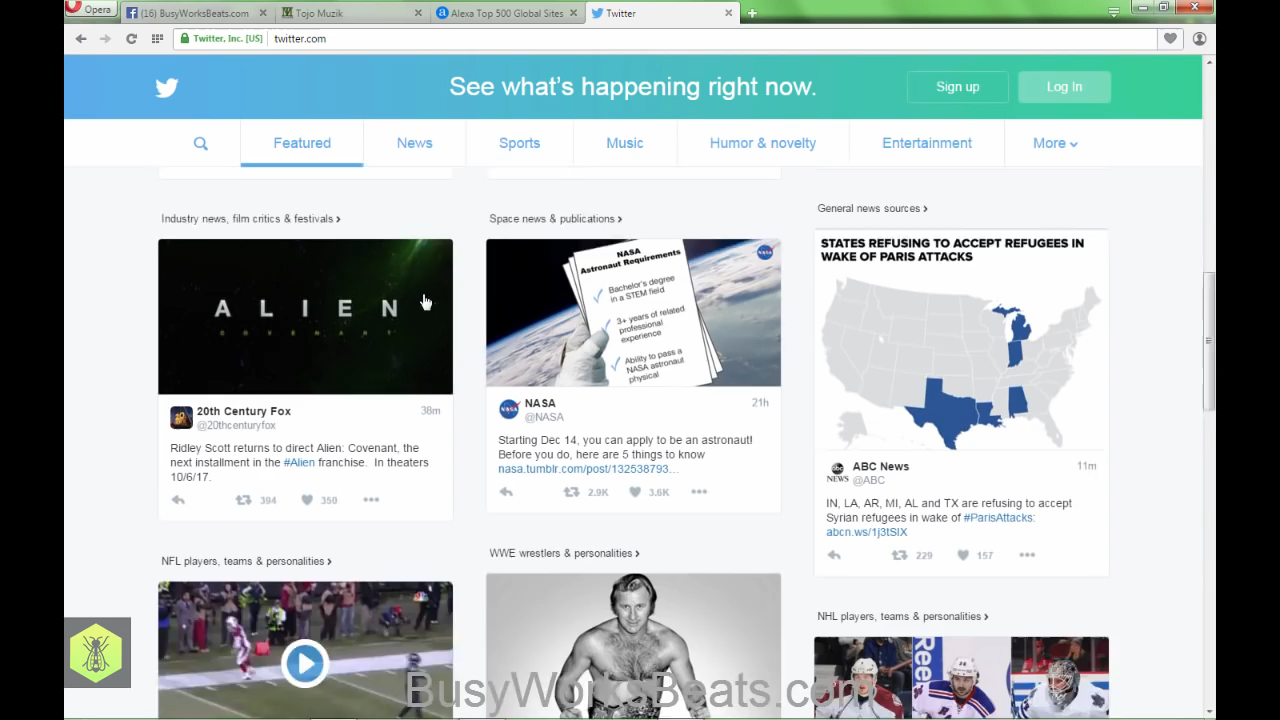 Opera
(16) BusyWorksBeats.com
Tojo Muzik
Alexa Top 500 Global Sites
Twitter
Twitter, Inc. [US]
twitter.com
See what's happening right now.
Sign up
Log In
Featured
News
Sports
Music
Humor & novelty
Entertainment
More
Industry news, film critics & festivals
ALIEN
COVENANT
20th Century Fox
38m
@20thcenturyfox
Ridley Scott returns to direct Alien: Covenant, the
next installment in the #Alien franchise. In theaters
10/6/17.
394
350
Space news & publications
NASA
Astronaut Requirements
Bachelor's degree
in a STEM field
3+ years of related
professional
experience
Ability to pass a
NASA astronaut
physical
NASA
NASA
NASA
21h
@NASA
Starting Dec 14, you can apply to be an astronaut!
Before you do, here are 5 things to know
nasa.tumblr.com/post/132538793…
2.9K
3.6K
General news sources
STATES REFUSING TO ACCEPT REFUGEES IN
WAKE OF PARIS ATTACKS
abc
NEWS
ABC News
11m
@ABC
IN, LA, AR, MI, AL and TX are refusing to accept
Syrian refugees in wake of #ParisAttacks:
abcn.ws/1j3tSIX
229
157
NFL players, teams & personalities
WWE wrestlers & personalities
NHL players, teams & personalities
Reeb
BusyWorksBeats.com